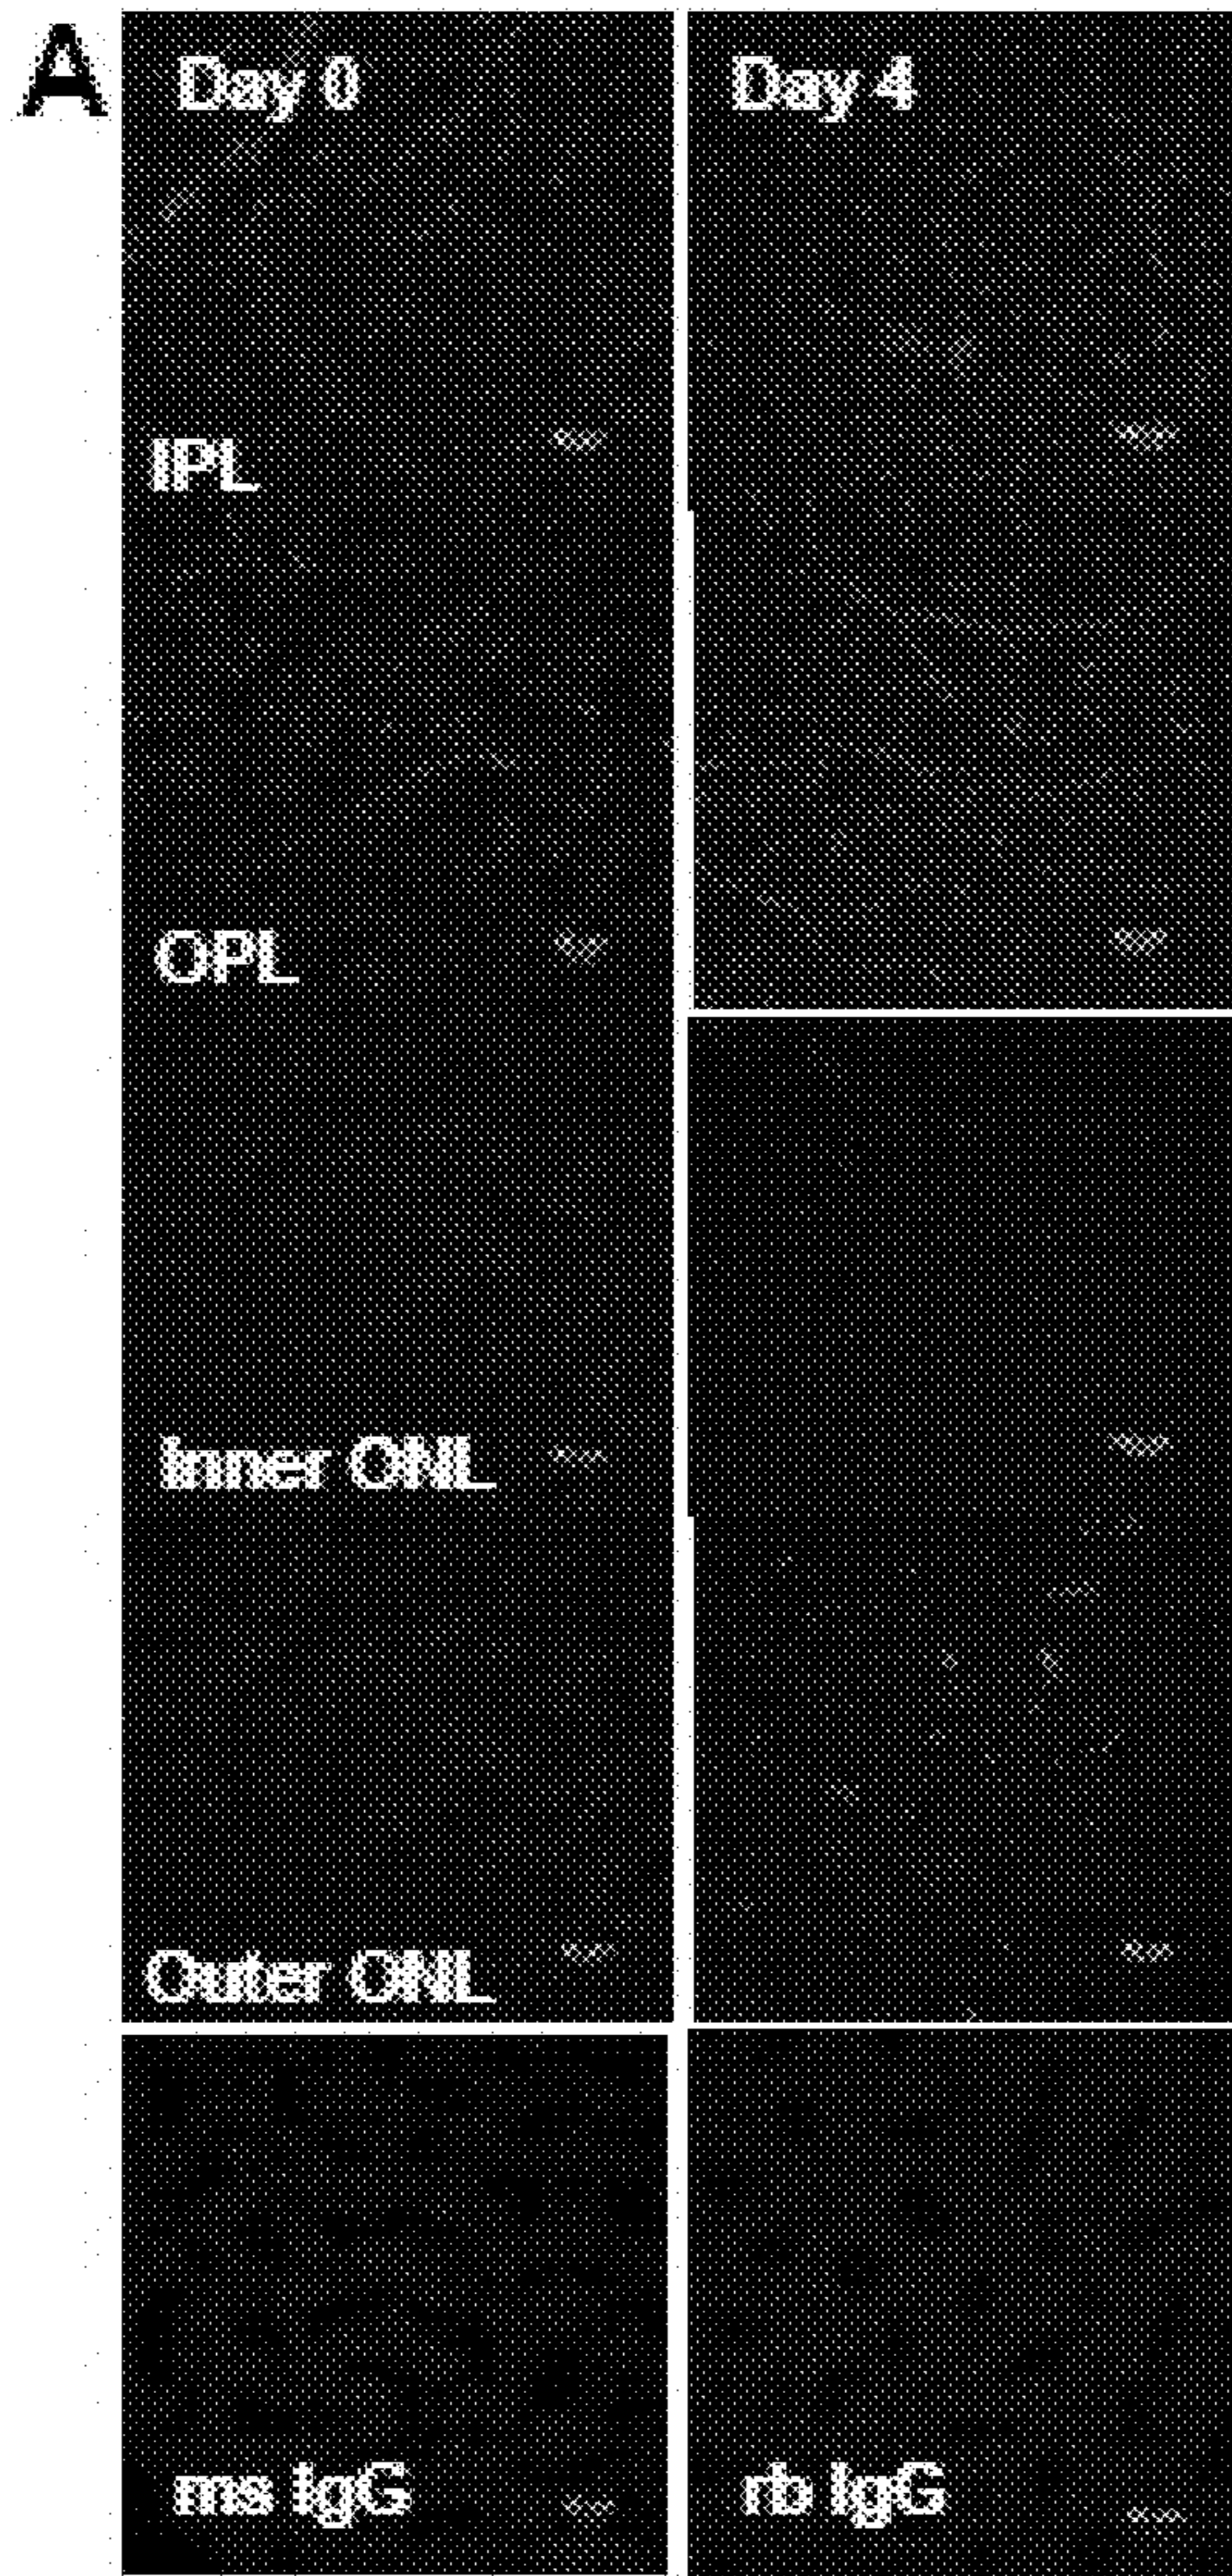 A
Day 0
Day 4
IPL
OPL
Inner ONL
Outer ONL
ms IgG
rb IgG